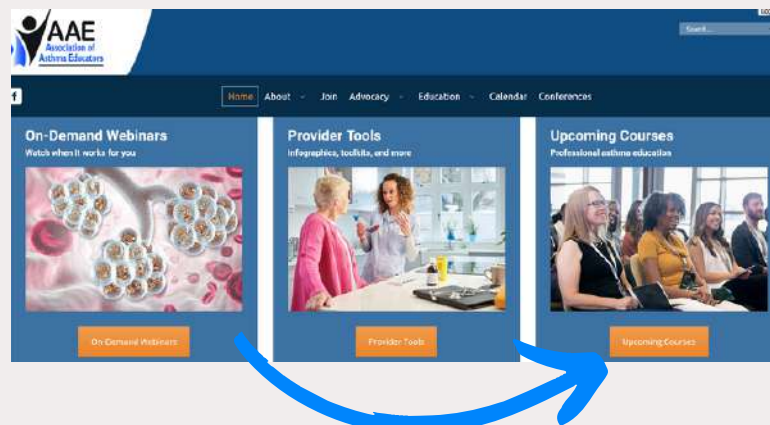 AAE
Association of
Asthma Educators
Search...
Home About Join Advocacy Education Calendar Conferences
On-Demand Webinars
Watch when it works for you
Provider Tools
Infographics, toolkits, and more
Upcoming Courses
Professional asthma education
On-Demand Webinars
Provider Tools
Upcoming Courses